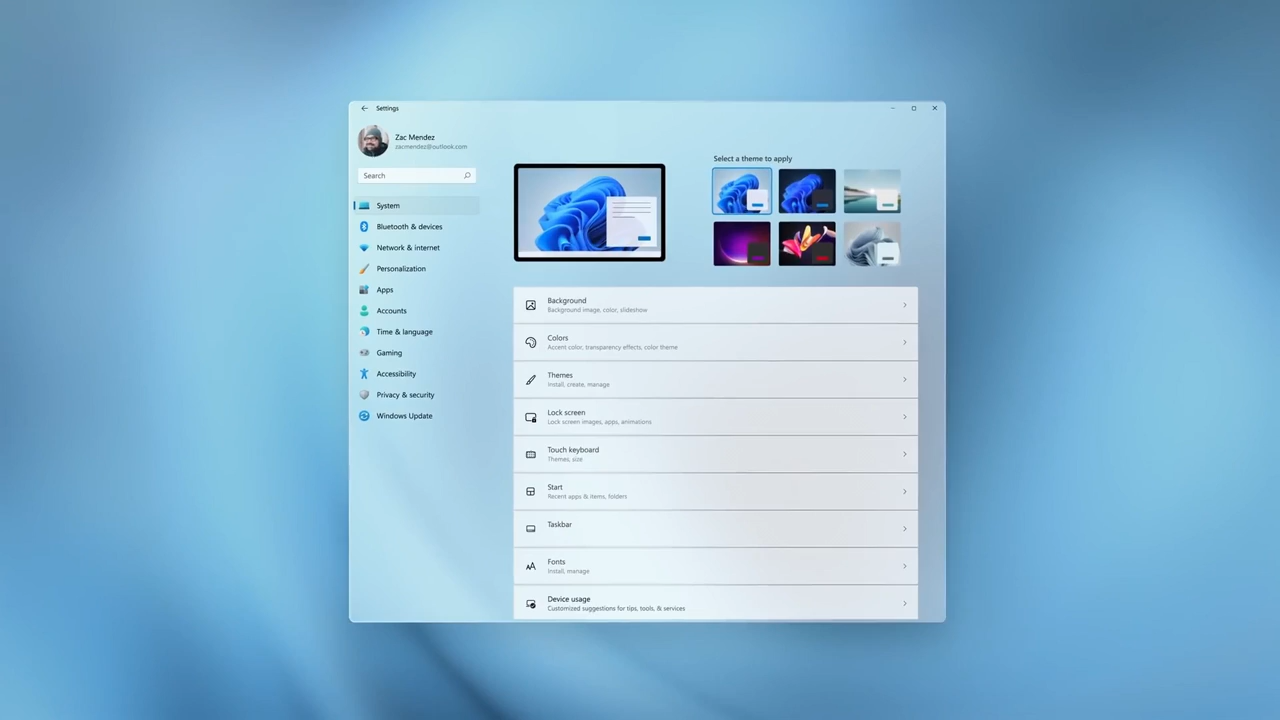 Settings
Zac Mendez
zacmendez@outlook.com
Search
System
Bluetooth & devices
Network & internet
Personalization
Apps
Accounts
Time & language
Gaming
Accessibility
Privacy & security
Windows Update
Select a theme to apply
Background
Background image, color, slideshow
Colors
Accent color, transparency effects, color theme
Themes
Install, create, manage
Lock screen
Lock screen images, apps, animations
Touch keyboard
Themes, size
Start
Recent apps & items, folders
Taskbar
Fonts
Install, manage
Device usage
Customized suggestions for tips, tools, & services